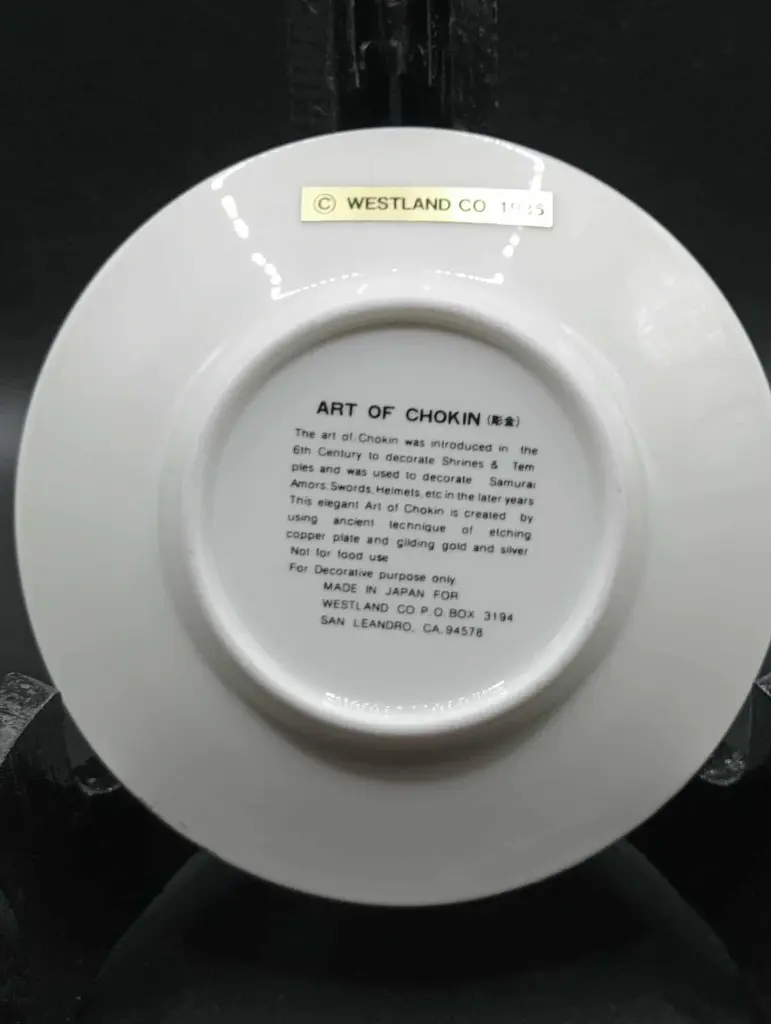 © WESTLAND CO
ART OF CHOKIN (彫金)
The art of Chokin was introduced in the
6th Century to decorate Shrines & Tem
ples and was used to decorate Samurai
Amors, Swords, Helmets, etc in the later years
This elegant Art of Chokin is created by
using ancient technique of etching
copper plate and gilding gold and silver
Not for food use
For Decorative purpose only
MADE IN JAPAN FOR
WESTLAND CO. P.O. BOX 3194
SAN LEANDRO, CA. 94578